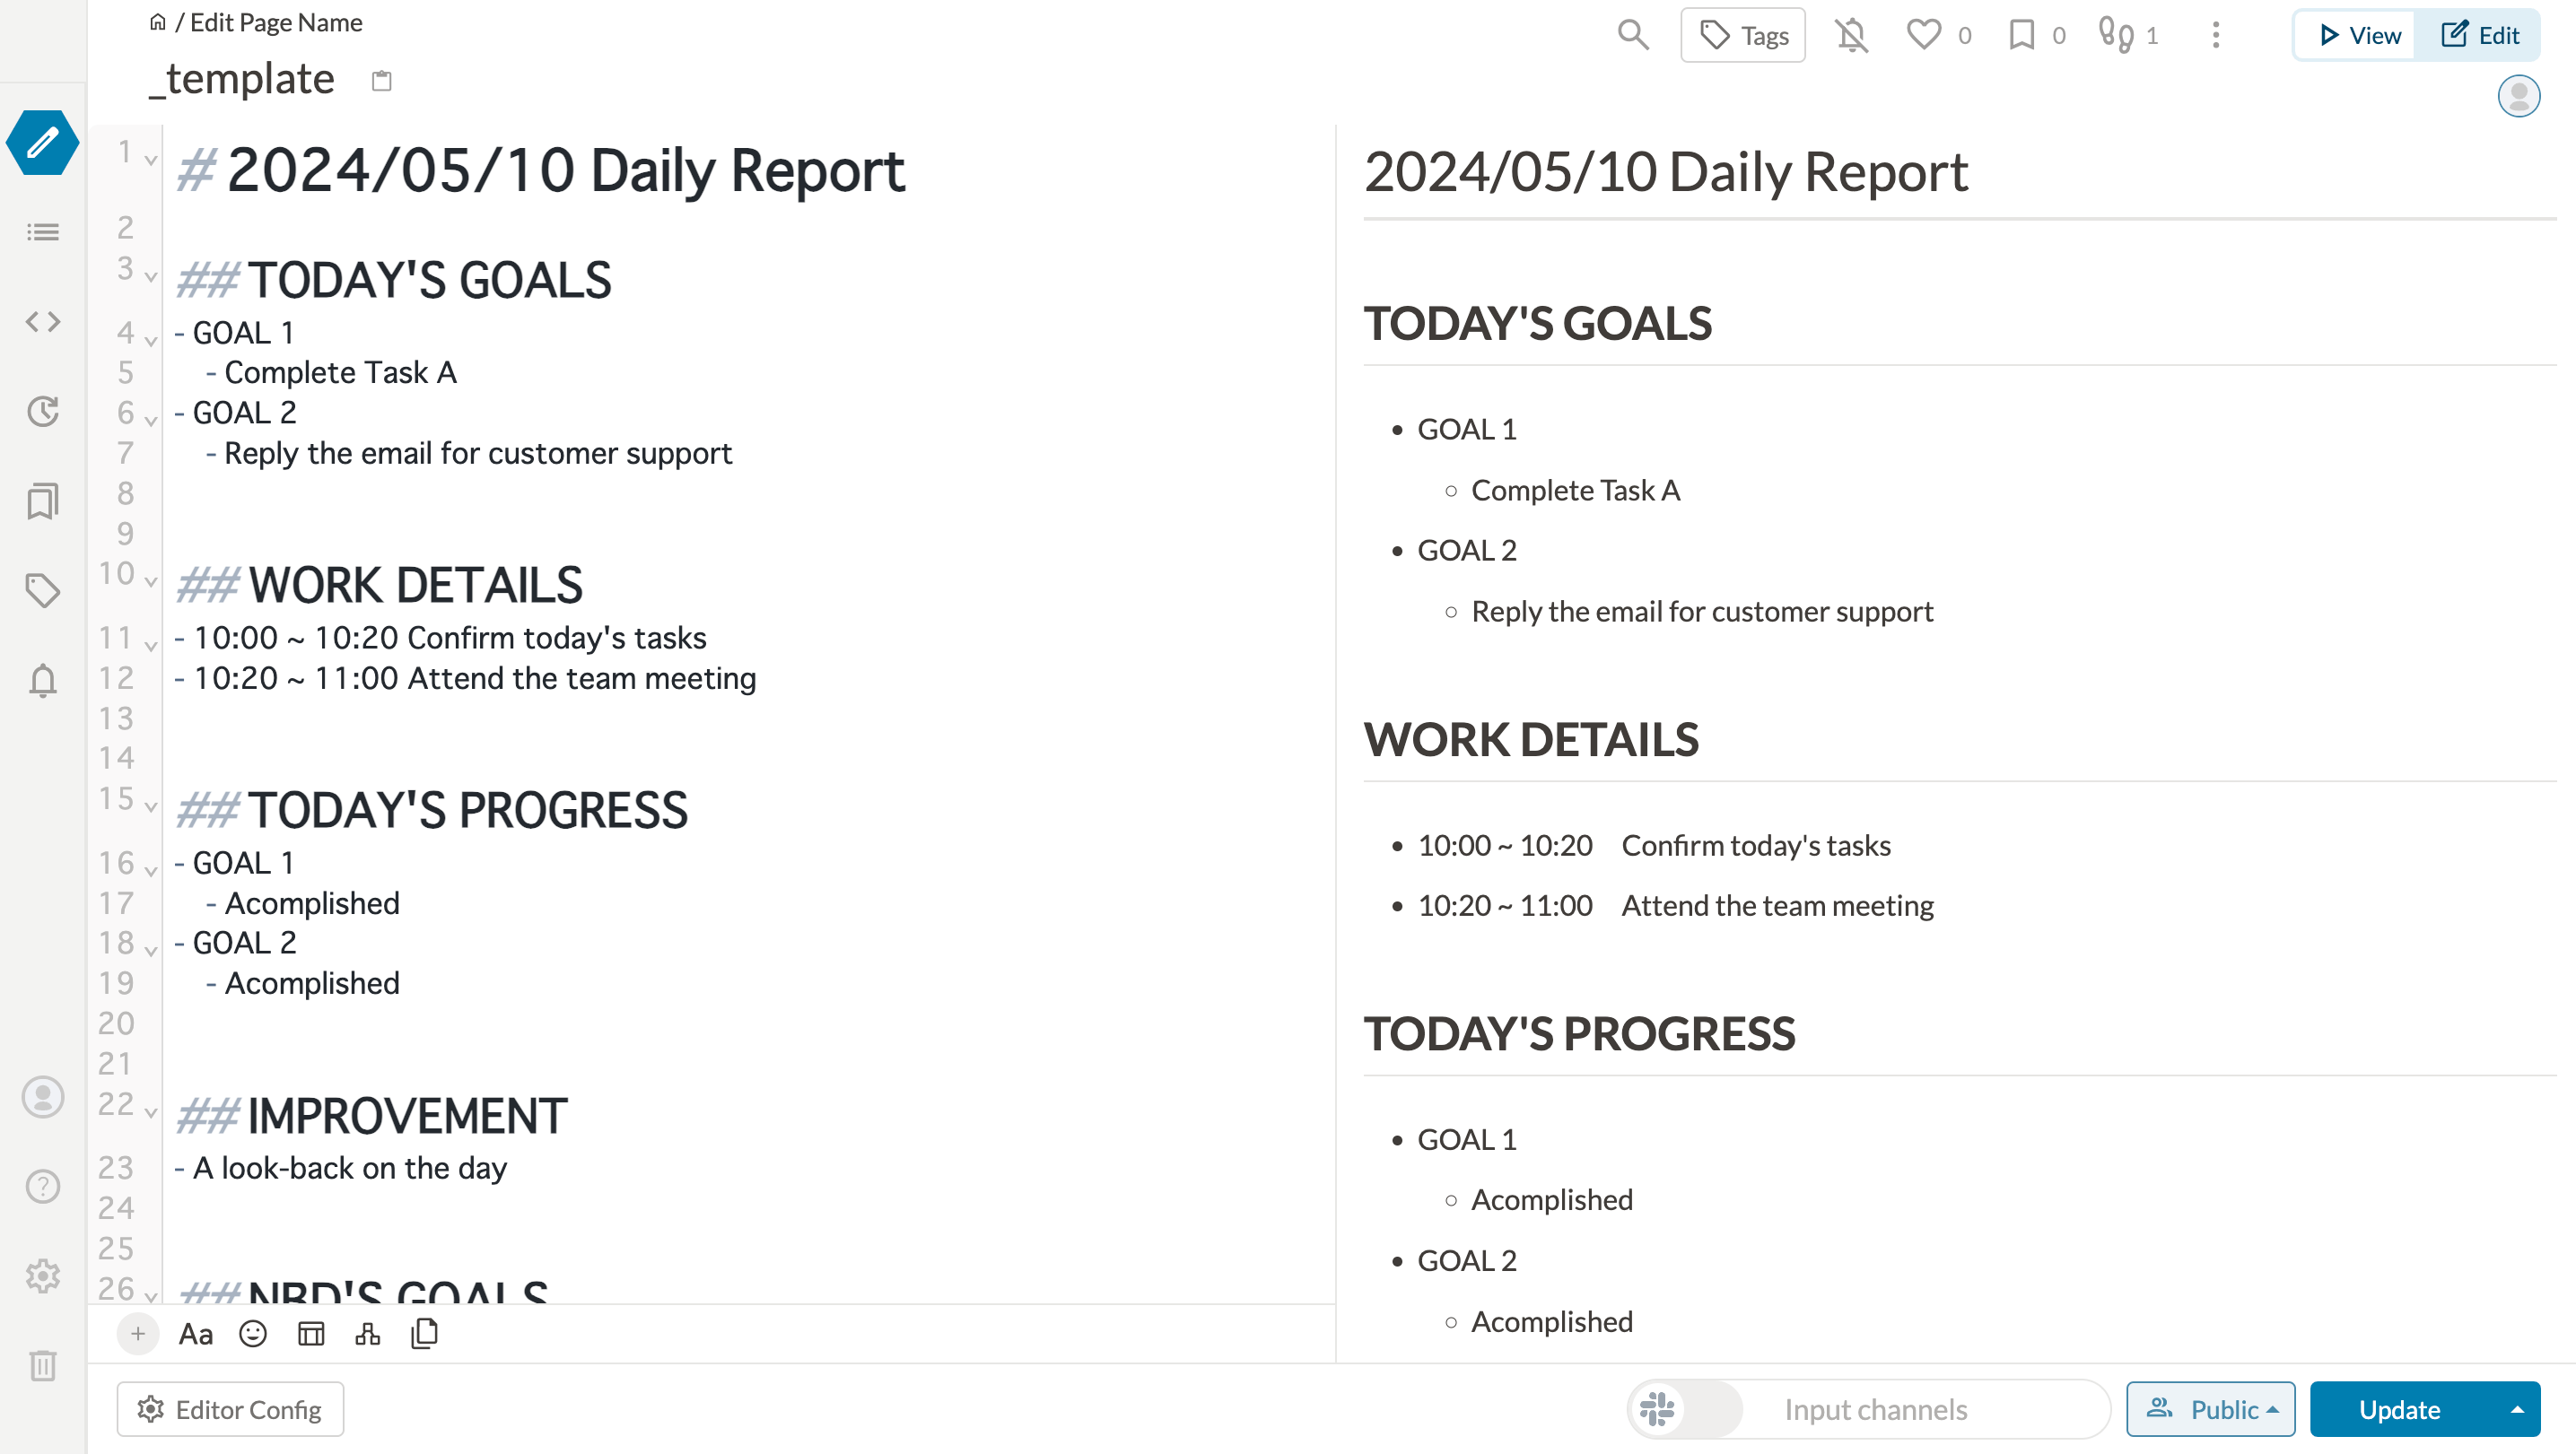 / Edit Page Name
_template
Tags
0
0
1
View
Edit
1 # 2024/05/10 Daily Report
2
3 ## TODAY'S GOALS
4 - GOAL 1
5 - Complete Task A
6 - GOAL 2
7 - Reply the email for customer support
8
9
10 ## WORK DETAILS
11 - 10:00 ~ 10:20 Confirm today's tasks
12 - 10:20 ~ 11:00 Attend the team meeting
13
14
15 ## TODAY'S PROGRESS
16 - GOAL 1
17 - Acomplished
18 - GOAL 2
19 - Acomplished
20
21
22 ## IMPROVEMENT
23 - A look-back on the day
24
25
26 ## NBD'S GOALS
Aa
2024/05/10 Daily Report
TODAY'S GOALS
• GOAL 1
◦ Complete Task A
• GOAL 2
◦ Reply the email for customer support
WORK DETAILS
• 10:00 ~ 10:20 Confirm today's tasks
• 10:20 ~ 11:00 Attend the team meeting
TODAY'S PROGRESS
• GOAL 1
◦ Acomplished
• GOAL 2
◦ Acomplished
Editor Config
Input channels
Public
Update